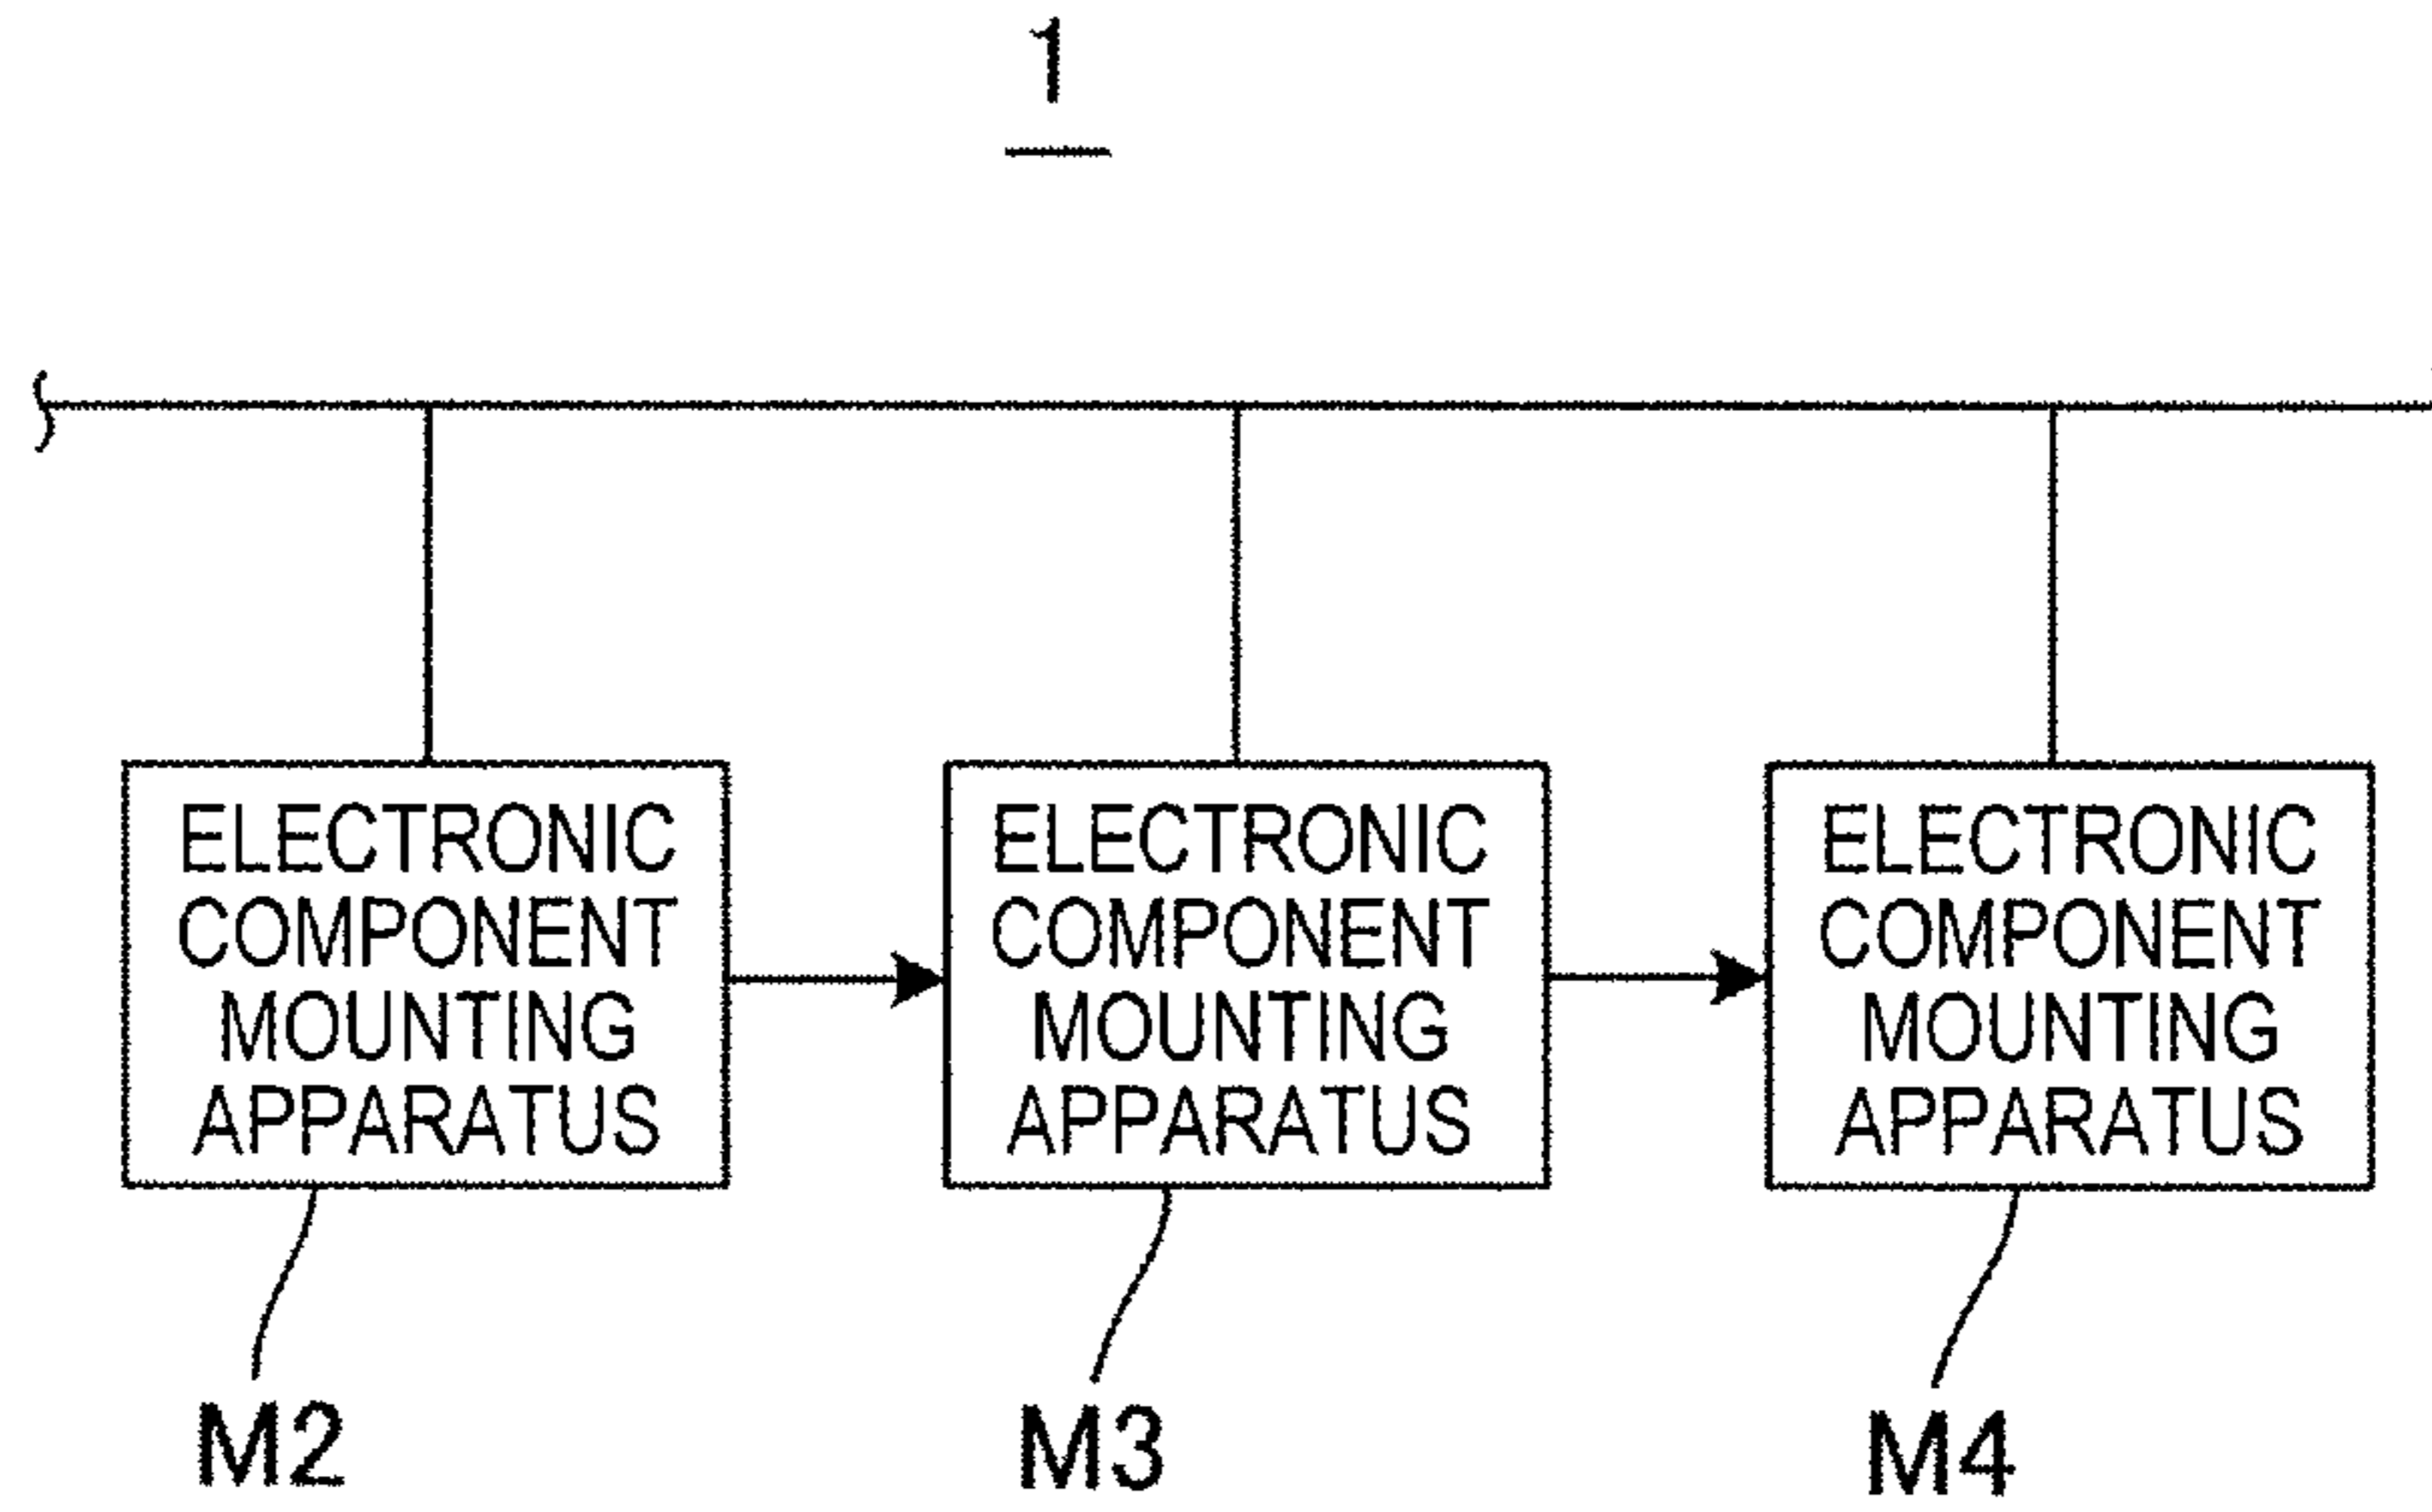 1
ELECTRONIC
COMPONENT
MOUNTING
APPARATUS
ELECTRONIC
COMPONENT
MOUNTING
APPARATUS
ELECTRONIC
COMPONENT
MOUNTING
APPARATUS
M2
M3
M4